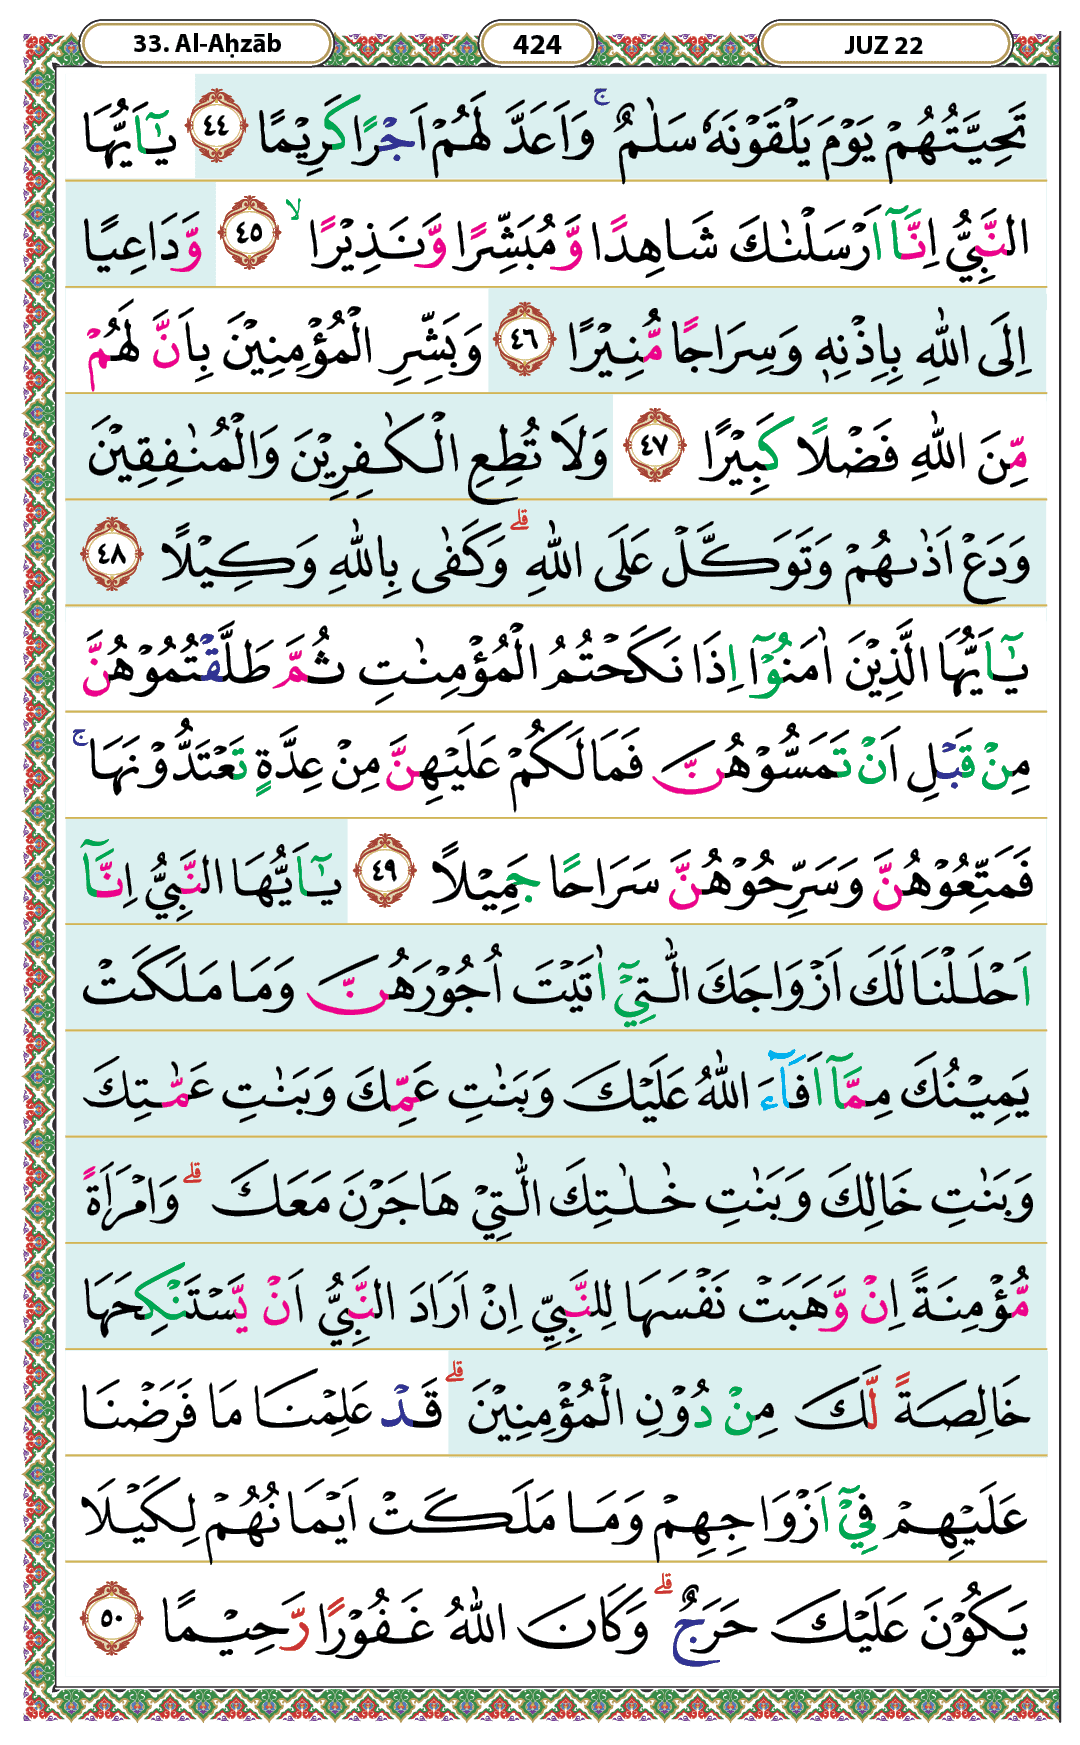 33. Al-Aḥzāb 424 JUZ 22
تَحِيَّتُهُمْ يَوْمَ يَلْقَوْنَهٗ سَلٰمٌ ۚ وَاَعَدَّ لَهُمْ اَجْرًا كَرِيْمًا ﴿٤٤﴾ يٰٓاَيُّهَا
النَّبِيُّ اِنَّآ اَرْسَلْنٰكَ شَاهِدًا وَّمُبَشِّرًا وَّنَذِيْرًا ۙ ﴿٤٥﴾ وَّدَاعِيًا
اِلَى اللّٰهِ بِاِذْنِهٖ وَسِرَاجًا مُّنِيْرًا ﴿٤٦﴾ وَبَشِّرِ الْمُؤْمِنِيْنَ بِاَنَّ لَهُمْ
مِّنَ اللّٰهِ فَضْلًا كَبِيْرًا ﴿٤٧﴾ وَلَا تُطِعِ الْكٰفِرِيْنَ وَالْمُنٰفِقِيْنَ
وَدَعْ اَذٰىهُمْ وَتَوَكَّلْ عَلَى اللّٰهِ ۗ وَكَفٰى بِاللّٰهِ وَكِيْلًا ﴿٤٨﴾
يٰٓاَيُّهَا الَّذِيْنَ اٰمَنُوْٓا اِذَا نَكَحْتُمُ الْمُؤْمِنٰتِ ثُمَّ طَلَّقْتُمُوْهُنَّ
مِنْ قَبْلِ اَنْ تَمَسُّوْهُنَّ فَمَا لَكُمْ عَلَيْهِنَّ مِنْ عِدَّةٍ تَعْتَدُّوْنَهَا ۚ
فَمَتِّعُوْهُنَّ وَسَرِّحُوْهُنَّ سَرَاحًا جَمِيْلًا ﴿٤٩﴾ يٰٓاَيُّهَا النَّبِيُّ اِنَّآ
اَحْلَلْنَا لَكَ اَزْوَاجَكَ الّٰتِيْٓ اٰتَيْتَ اُجُوْرَهُنَّ وَمَا مَلَكَتْ
يَمِيْنُكَ مِمَّآ اَفَاۤءَ اللّٰهُ عَلَيْكَ وَبَنٰتِ عَمِّكَ وَبَنٰتِ عَمّٰتِكَ
وَبَنٰتِ خَالِكَ وَبَنٰتِ خٰلٰتِكَ الّٰتِيْ هَاجَرْنَ مَعَكَ ۗ وَامْرَاَةً
مُّؤْمِنَةً اِنْ وَّهَبَتْ نَفْسَهَا لِلنَّبِيِّ اِنْ اَرَادَ النَّبِيُّ اَنْ يَّسْتَنْكِحَهَا
خَالِصَةً لَّكَ مِنْ دُوْنِ الْمُؤْمِنِيْنَ ۗ قَدْ عَلِمْنَا مَا فَرَضْنَا
عَلَيْهِمْ فِيْٓ اَزْوَاجِهِمْ وَمَا مَلَكَتْ اَيْمَانُهُمْ لِكَيْلَا
يَكُوْنَ عَلَيْكَ حَرَجٌ ۗ وَكَانَ اللّٰهُ غَفُوْرًا رَّحِيْمًا ﴿٥٠﴾